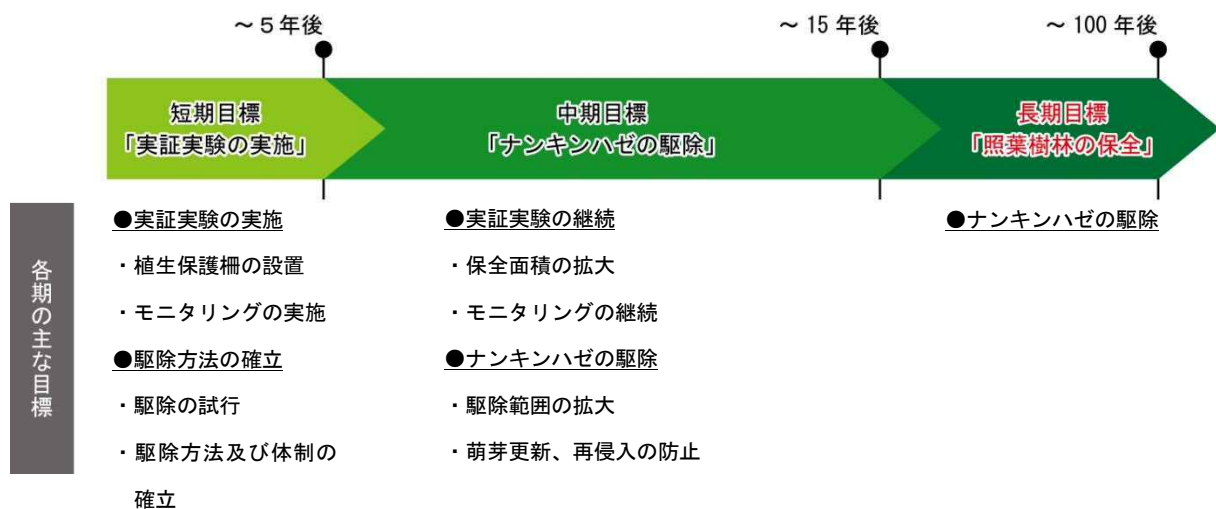 ～５年後
～ 15 年後
～ 100 年後
短期目標
「実証実験の実施」
中期目標
「ナンキンハゼの駆除」
長期目標
「照葉樹林の保全」
各期の主な目標
●実証実験の実施
・植生保護柵の設置
・モニタリングの実施
●駆除方法の確立
・駆除の試行
・駆除方法及び体制の
確立
●実証実験の継続
・保全面積の拡大
・モニタリングの継続
●ナンキンハゼの駆除
・駆除範囲の拡大
・萌芽更新、再侵入の防止
●ナンキンハゼの駆除